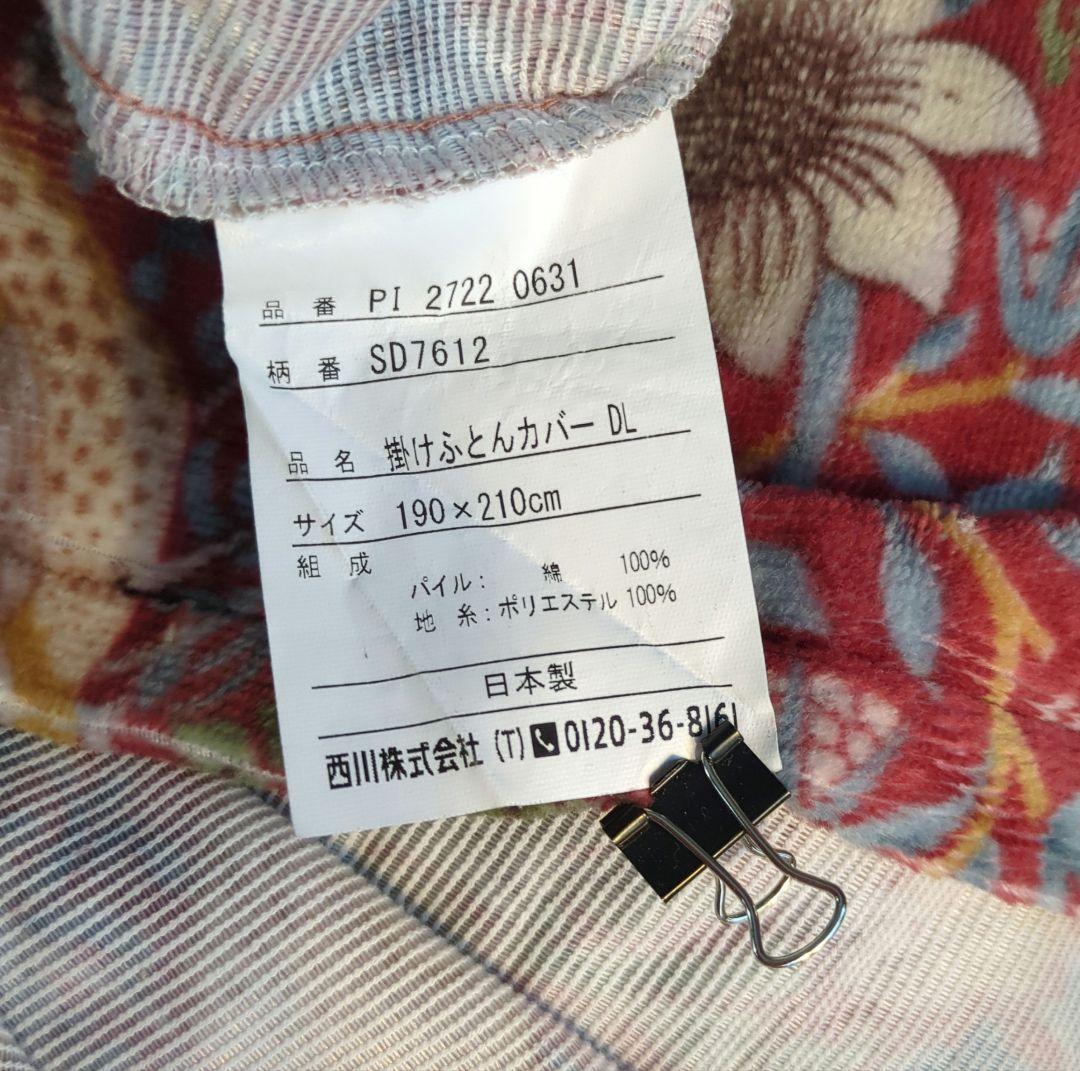 品 番 PI 2722 0631
柄 番 SD7612
品 名 掛けふとんカバー DL
サイズ 190×210cm
組 成
パイル: 綿 100%
地 糸:ポリエステル 100%
日本製
西川株式会社 (T) 0120-36-8161